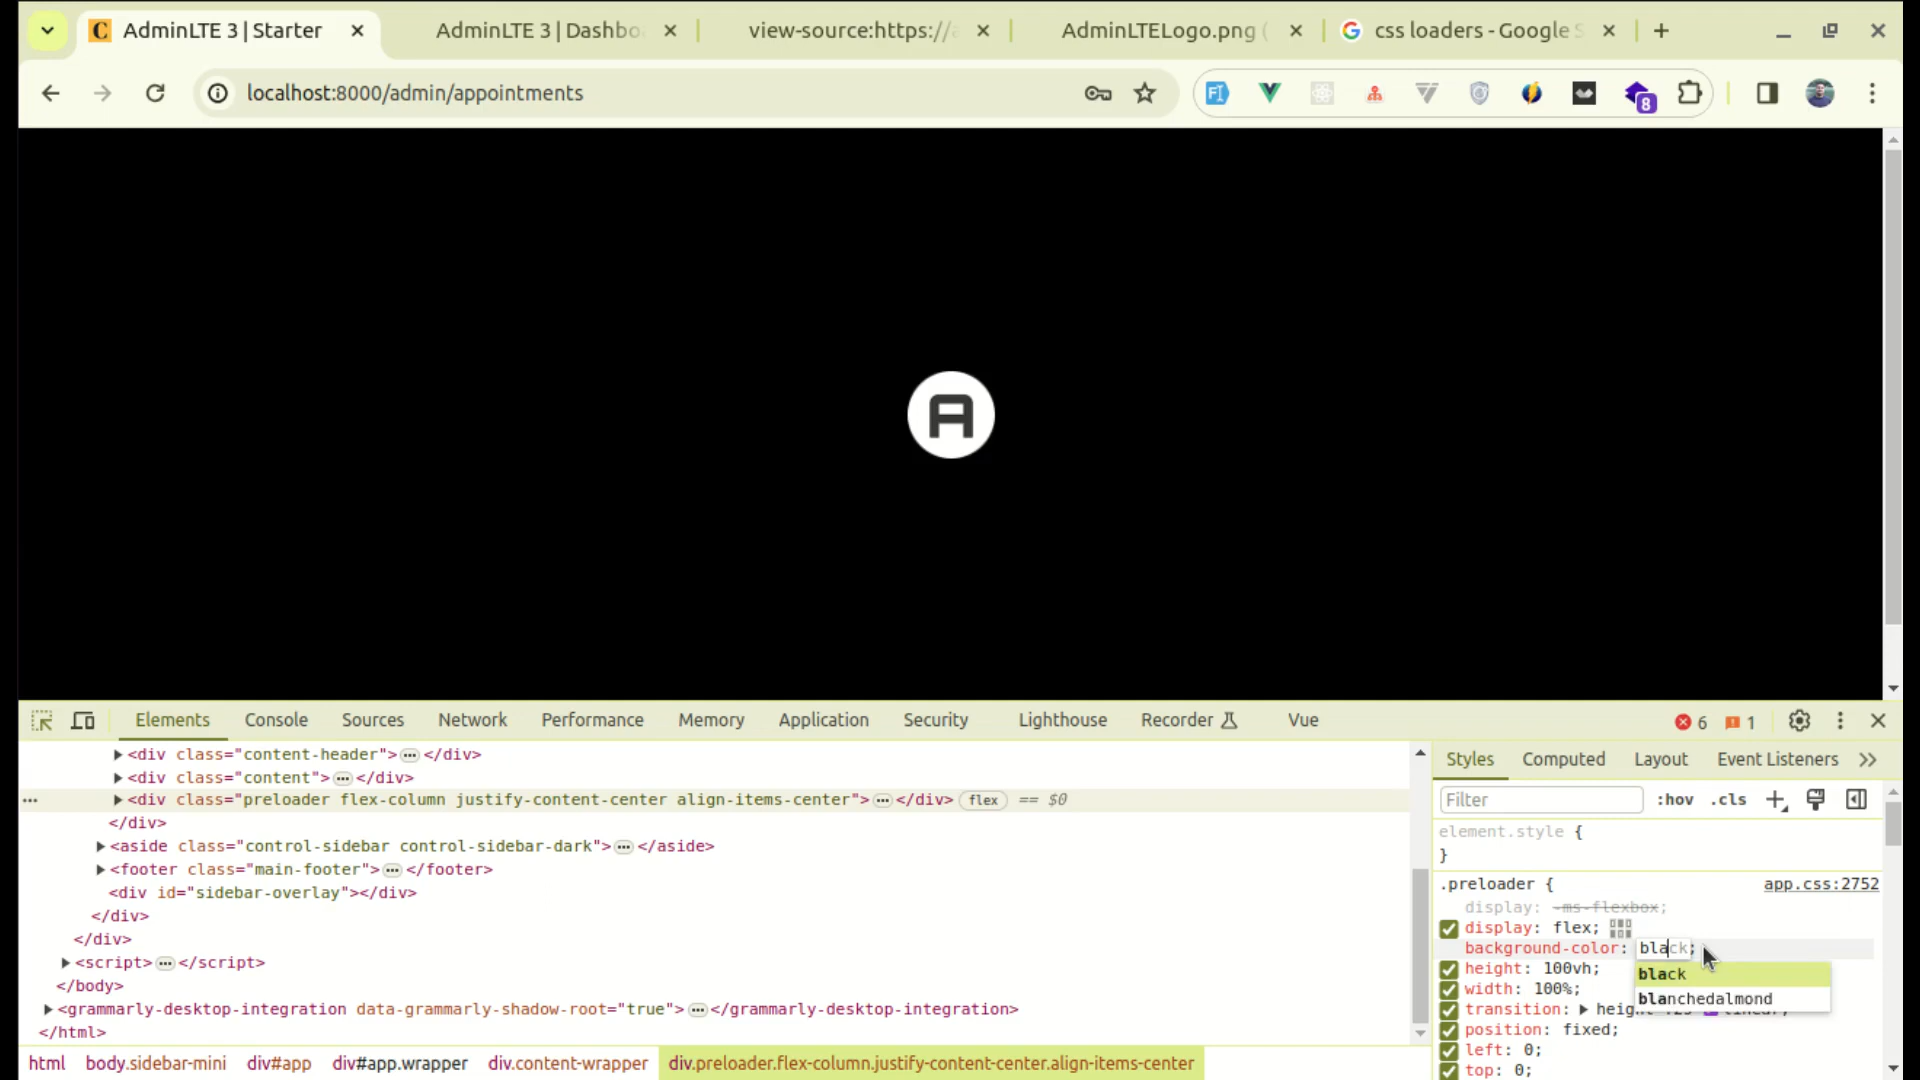 AdminLTE 3 | Starter
AdminLTE 3 | Dashbo
view-source:https://a
AdminLTELogo.png (
css loaders - Google S
localhost:8000/admin/appointments
8
A
Elements
Console
Sources
Network
Performance
Memory
Application
Security
Lighthouse
Recorder
Vue
6
1
<div class="content-header"> ⋯ </div>
<div class="content"> ⋯ </div>
<div class="preloader flex-column justify-content-center align-items-center"> ⋯ </div> flex == $0
</div>
<aside class="control-sidebar control-sidebar-dark"> ⋯ </aside>
<footer class="main-footer"> ⋯ </footer>
<div id="sidebar-overlay"></div>
</div>
</div>
<script> ⋯ </script>
</body>
<grammarly-desktop-integration data-grammarly-shadow-root="true"> ⋯ </grammarly-desktop-integration>
</html>
html
body.sidebar-mini
div#app
div#app.wrapper
div.content-wrapper
div.preloader.flex-column.justify-content-center.align-items-center
Styles
Computed
Layout
Event Listeners
Filter
:hov
.cls
element.style {
}
.preloader {
app.css:2752
display: -ms-flexbox;
display: flex;
background-color: black;
black
blanchedalmond
height: 100vh;
width: 100%;
transition:
position: fixed;
left: 0;
top: 0;